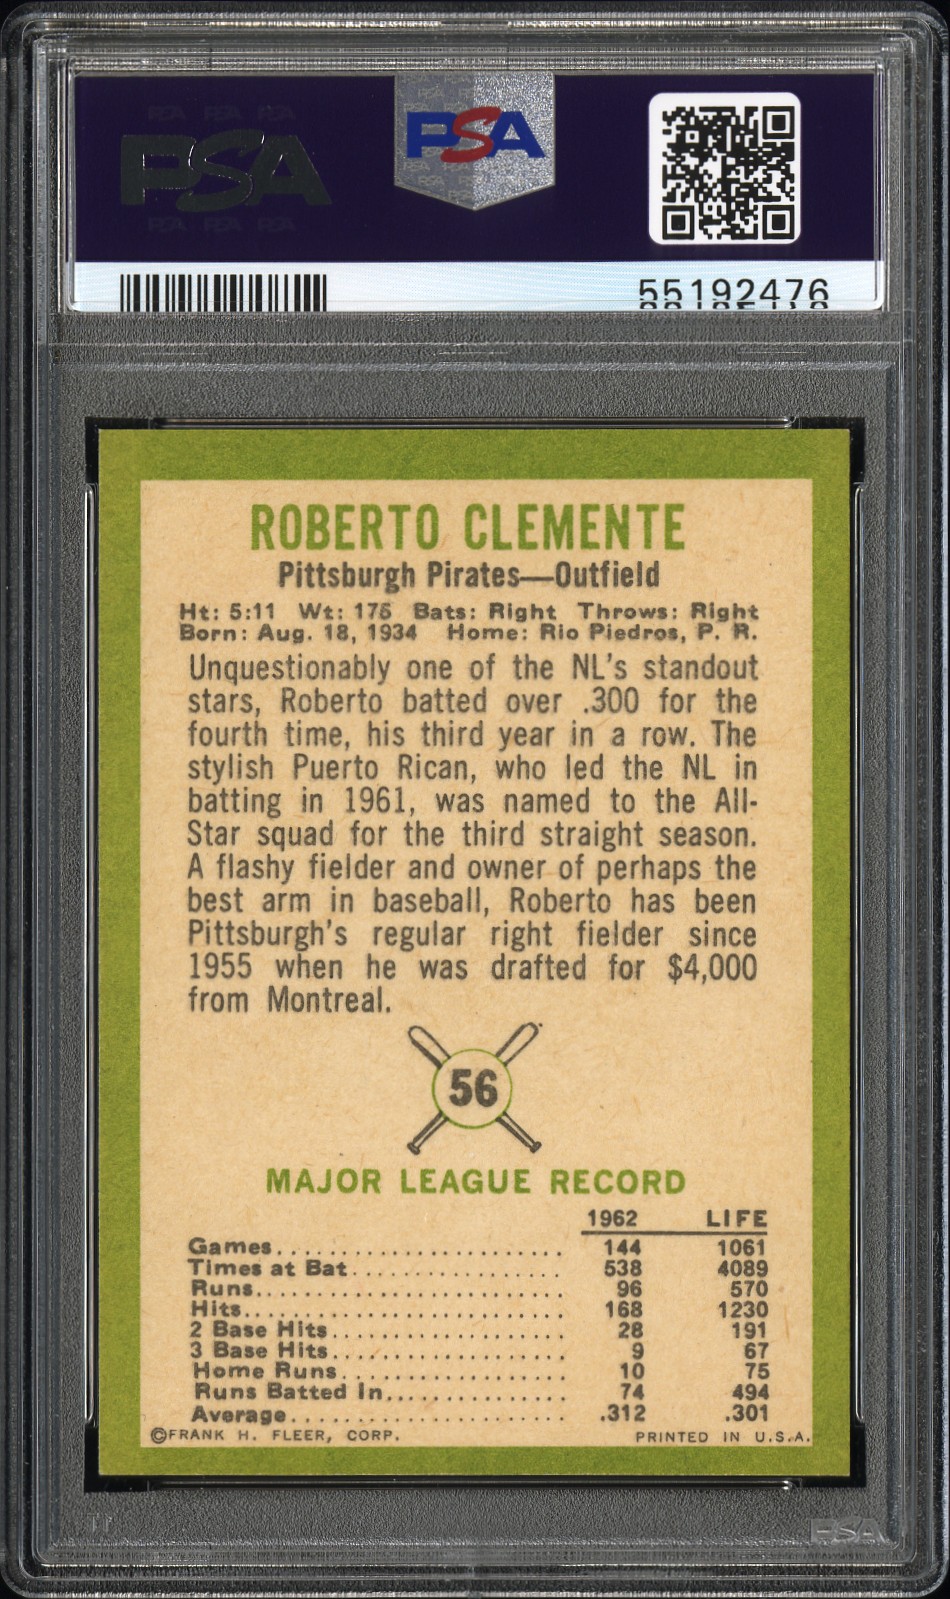 PSA PSA PSA
PSA
PSA PSA PSA
PSA
55192476
ROBERTO CLEMENTE
Pittsburgh Pirates—Outfield
Ht: 5:11 Wt: 175 Bats: Right Throws: Right
Born: Aug. 18, 1934 Home: Rio Piedros, P. R.
Unquestionably one of the NL's standout
stars, Roberto batted over .300 for the
fourth time, his third year in a row. The
stylish Puerto Rican, who led the NL in
batting in 1961, was named to the All-
Star squad for the third straight season.
A flashy fielder and owner of perhaps the
best arm in baseball, Roberto has been
Pittsburgh's regular right fielder since
1955 when he was drafted for $4,000
from Montreal.
56
MAJOR LEAGUE RECORD
1962 LIFE
Games 144 1061
Times at Bat 538 4089
Runs 96 570
Hits 168 1230
2 Base Hits 28 191
3 Base Hits 9 67
Home Runs 10 75
Runs Batted In 74 494
Average .312 .301
©FRANK H. FLEER, CORP. PRINTED IN U.S.A.
PSA